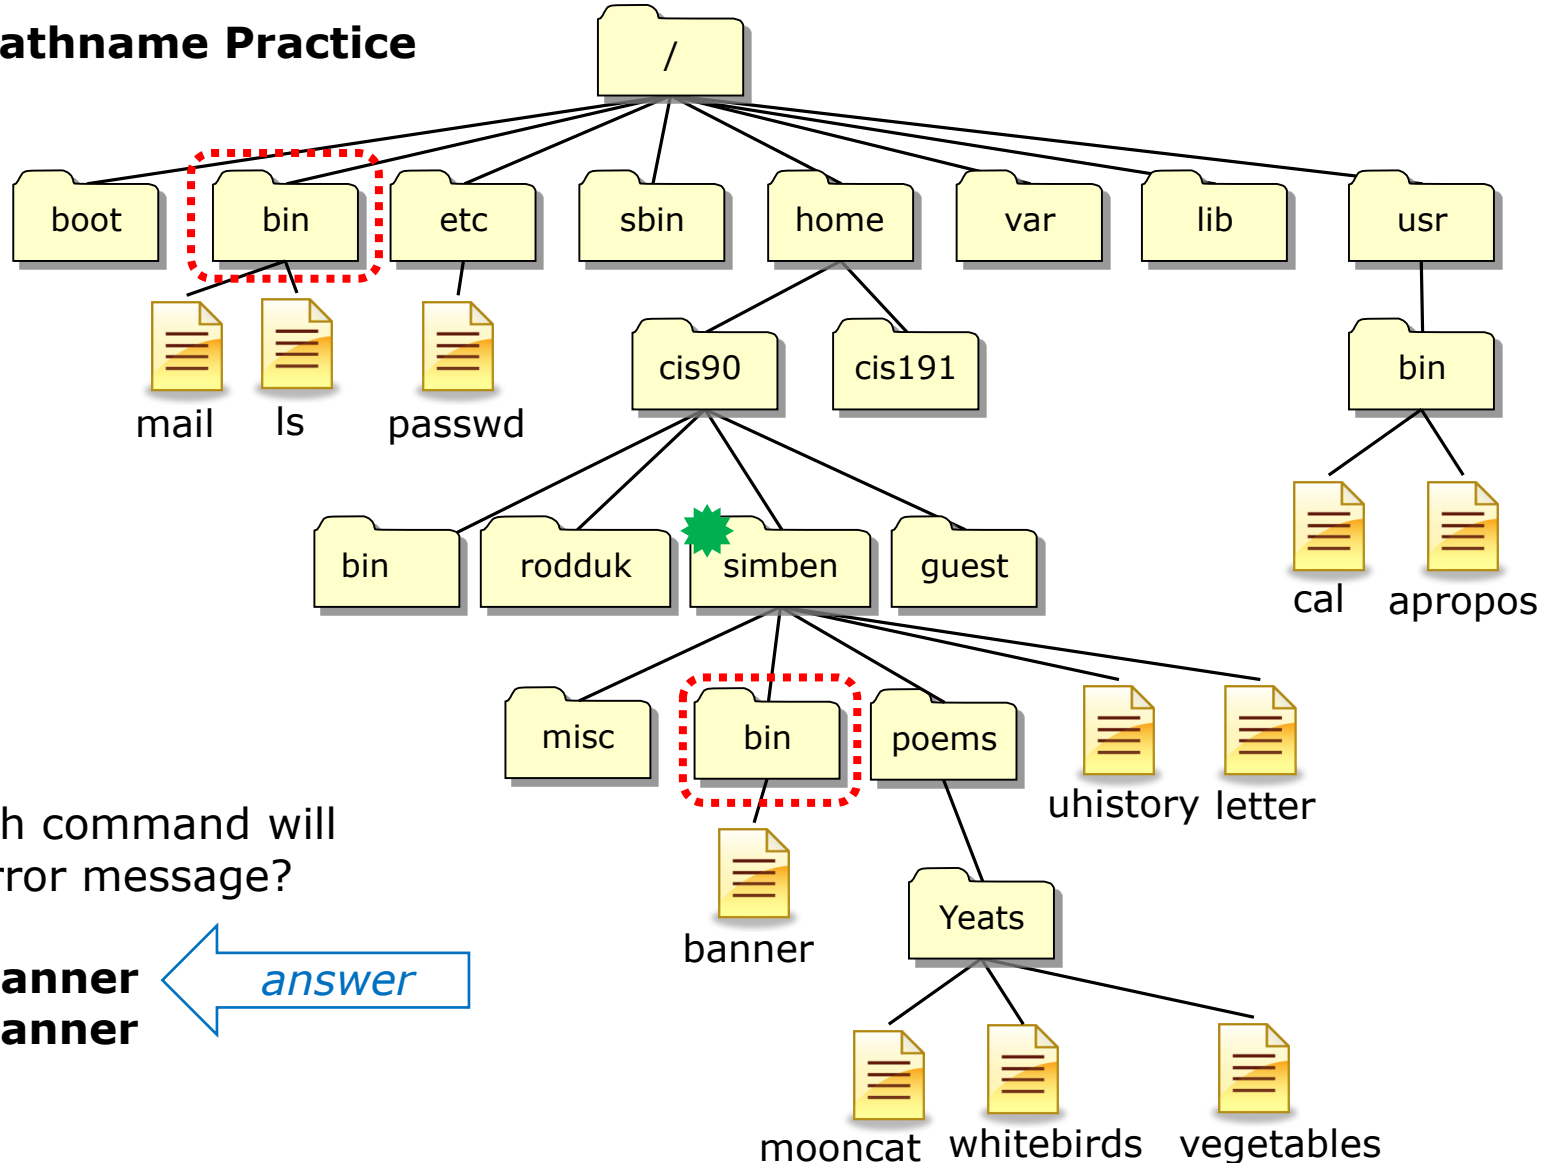 athname Practice
/
boot bin etc sbin home var lib usr
mail ls passwd
cis90 cis191 bin
bin rodduk simben guest
cal apropos
misc bin poems
uhistory letter
h command will
rror message?
banner
Yeats
anner answer
anner
mooncat whitebirds vegetables